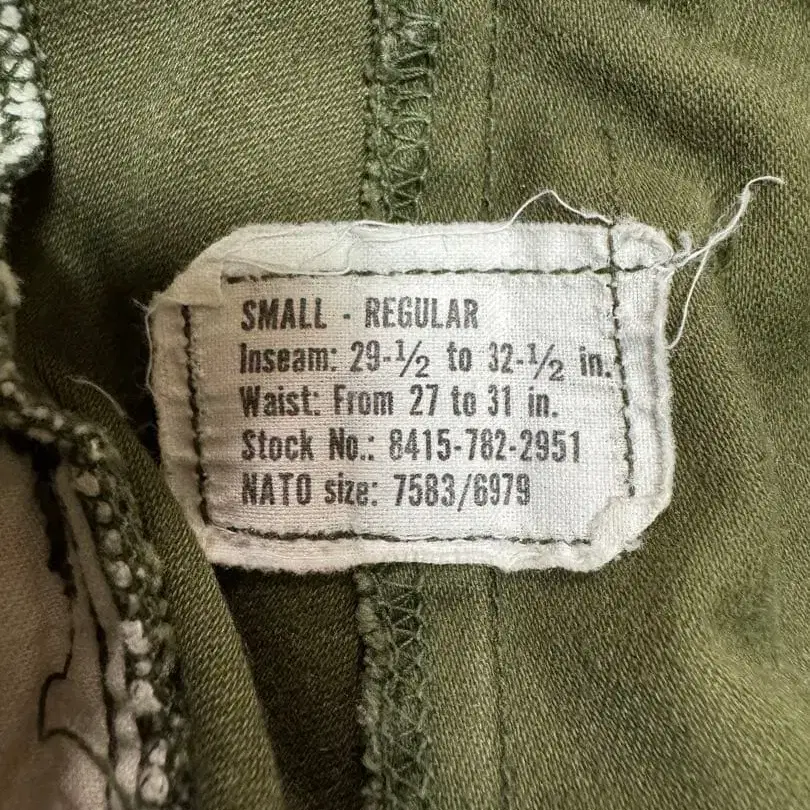 SMALL - REGULAR
Inseam: 29-1/2 to 32-1/2 in.
Waist: From 27 to 31 in.
Stock No.: 8415-782-2951
NATO size: 7583/6979